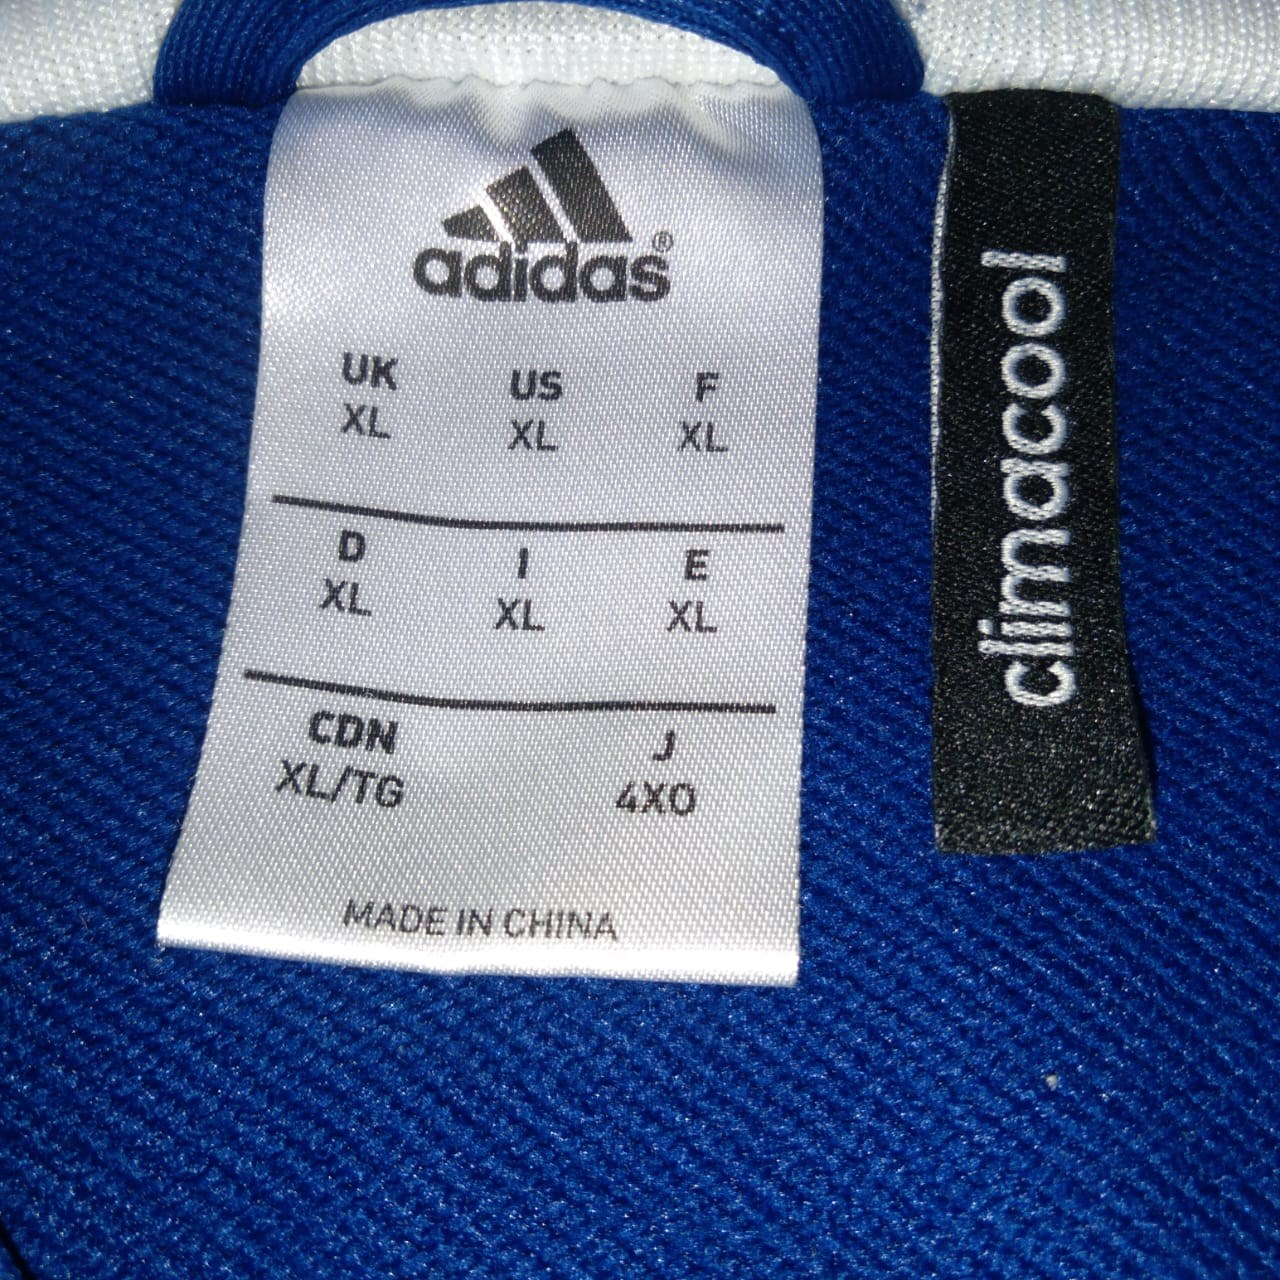 adidas®
UK US F
XL XL XL
D I E
XL XL XL
CDN J
XL/TG 4XO
MADE IN CHINA
climacool